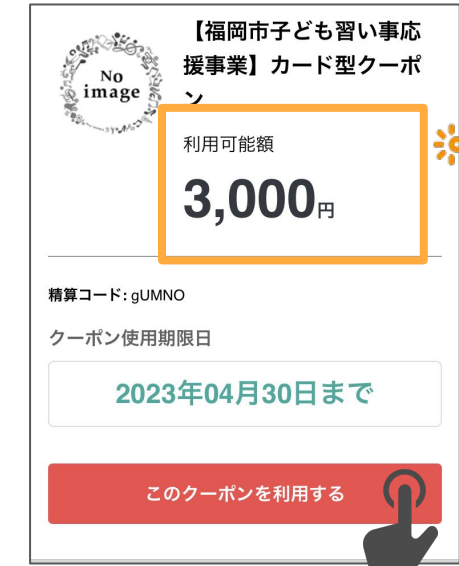 No
image
【福岡市子ども習い事応
援事業】カード型クーポ
ン
利用可能額
3,000円
精算コード: gUMNO
クーポン使用期限日
2023年04月30日まで
このクーポンを利用する